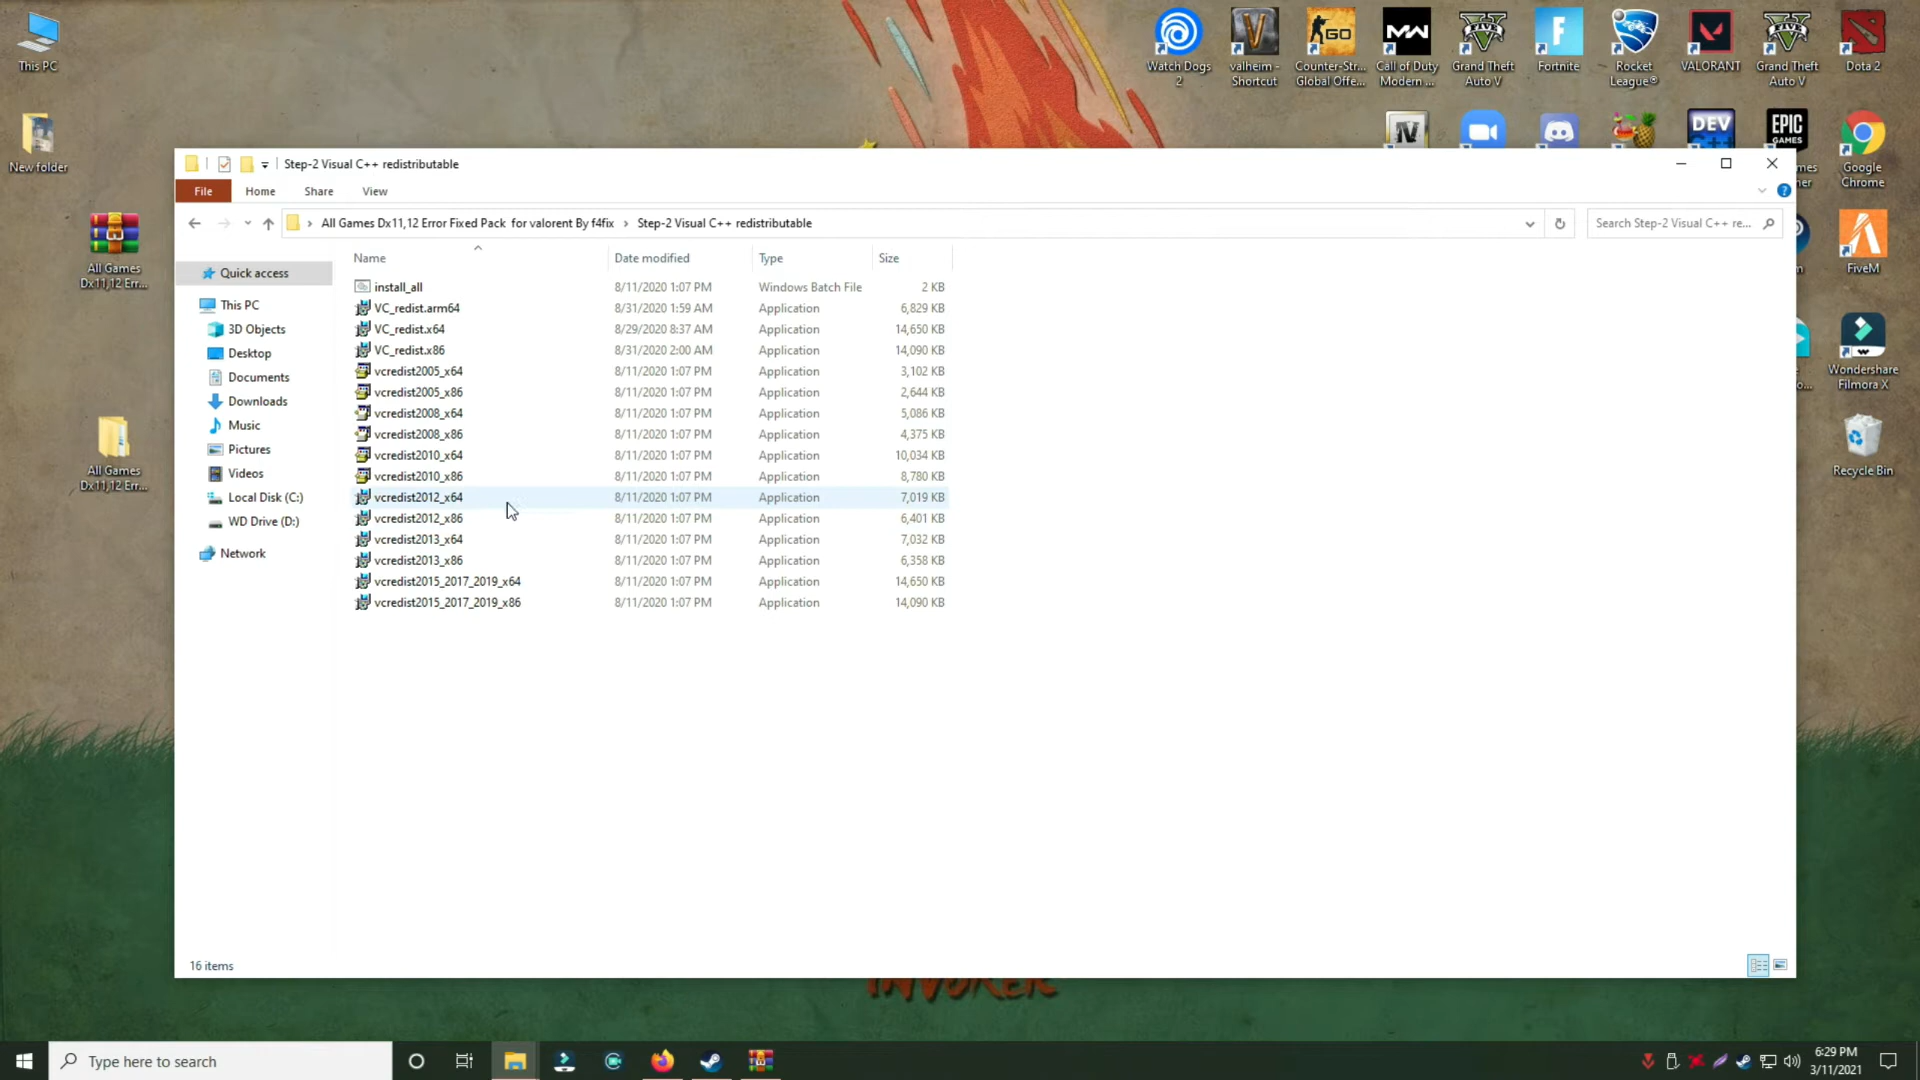 This PC
New folder
All Games
Dx11,12 Err...
All Games
Dx11,12 Err...
Watch Dogs
2
valheim -
Shortcut
GO
Counter-Str...
Global Offe...
MW
Call of Duty
Modern ...
Grand Theft
Auto V
Fortnite
Rocket
League®
VALORANT
Grand Theft
Auto V
Dota 2
IV
DEV
EPIC
GAMES
Google
Chrome
FiveM
Wondershare
Filmora X
Recycle Bin
Step-2 Visual C++ redistributable
File
Home
Share
View
All Games Dx11,12 Error Fixed Pack for valorent By f4fix
Step-2 Visual C++ redistributable
Search Step-2 Visual C++ re...
Quick access
This PC
3D Objects
Desktop
Documents
Downloads
Music
Pictures
Videos
Local Disk (C:)
WD Drive (D:)
Network
Name Date modified Type Size
install_all 8/11/2020 1:07 PM Windows Batch File 2 KB
VC_redist.arm64 8/31/2020 1:59 AM Application 6,829 KB
VC_redist.x64 8/29/2020 8:37 AM Application 14,650 KB
VC_redist.x86 8/31/2020 2:00 AM Application 14,090 KB
vcredist2005_x64 8/11/2020 1:07 PM Application 3,102 KB
vcredist2005_x86 8/11/2020 1:07 PM Application 2,644 KB
vcredist2008_x64 8/11/2020 1:07 PM Application 5,086 KB
vcredist2008_x86 8/11/2020 1:07 PM Application 4,375 KB
vcredist2010_x64 8/11/2020 1:07 PM Application 10,034 KB
vcredist2010_x86 8/11/2020 1:07 PM Application 8,780 KB
vcredist2012_x64 8/11/2020 1:07 PM Application 7,019 KB
vcredist2012_x86 8/11/2020 1:07 PM Application 6,401 KB
vcredist2013_x64 8/11/2020 1:07 PM Application 7,032 KB
vcredist2013_x86 8/11/2020 1:07 PM Application 6,358 KB
vcredist2015_2017_2019_x64 8/11/2020 1:07 PM Application 14,650 KB
vcredist2015_2017_2019_x86 8/11/2020 1:07 PM Application 14,090 KB
16 items
INVOKER
Type here to search
6:29 PM
3/11/2021